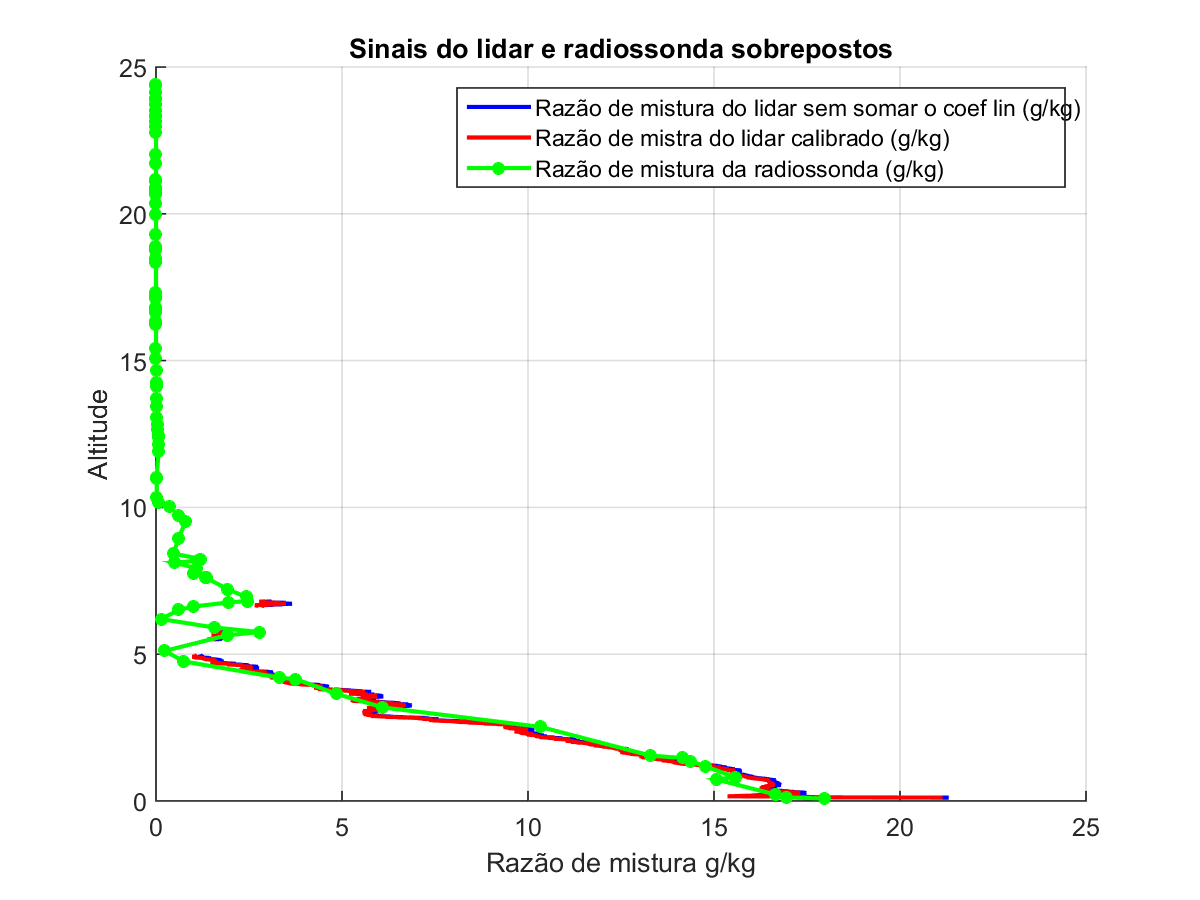 Sinais do lidar e radiossonda sobrepostos
25
20
15
10
5
0
Altitude
Razão de mistura do lidar sem somar o coef lin (g/kg)
Razão de mistra do lidar calibrado (g/kg)
Razão de mistura da radiossonda (g/kg)
0 5 10 15 20 25
Razão de mistura g/kg